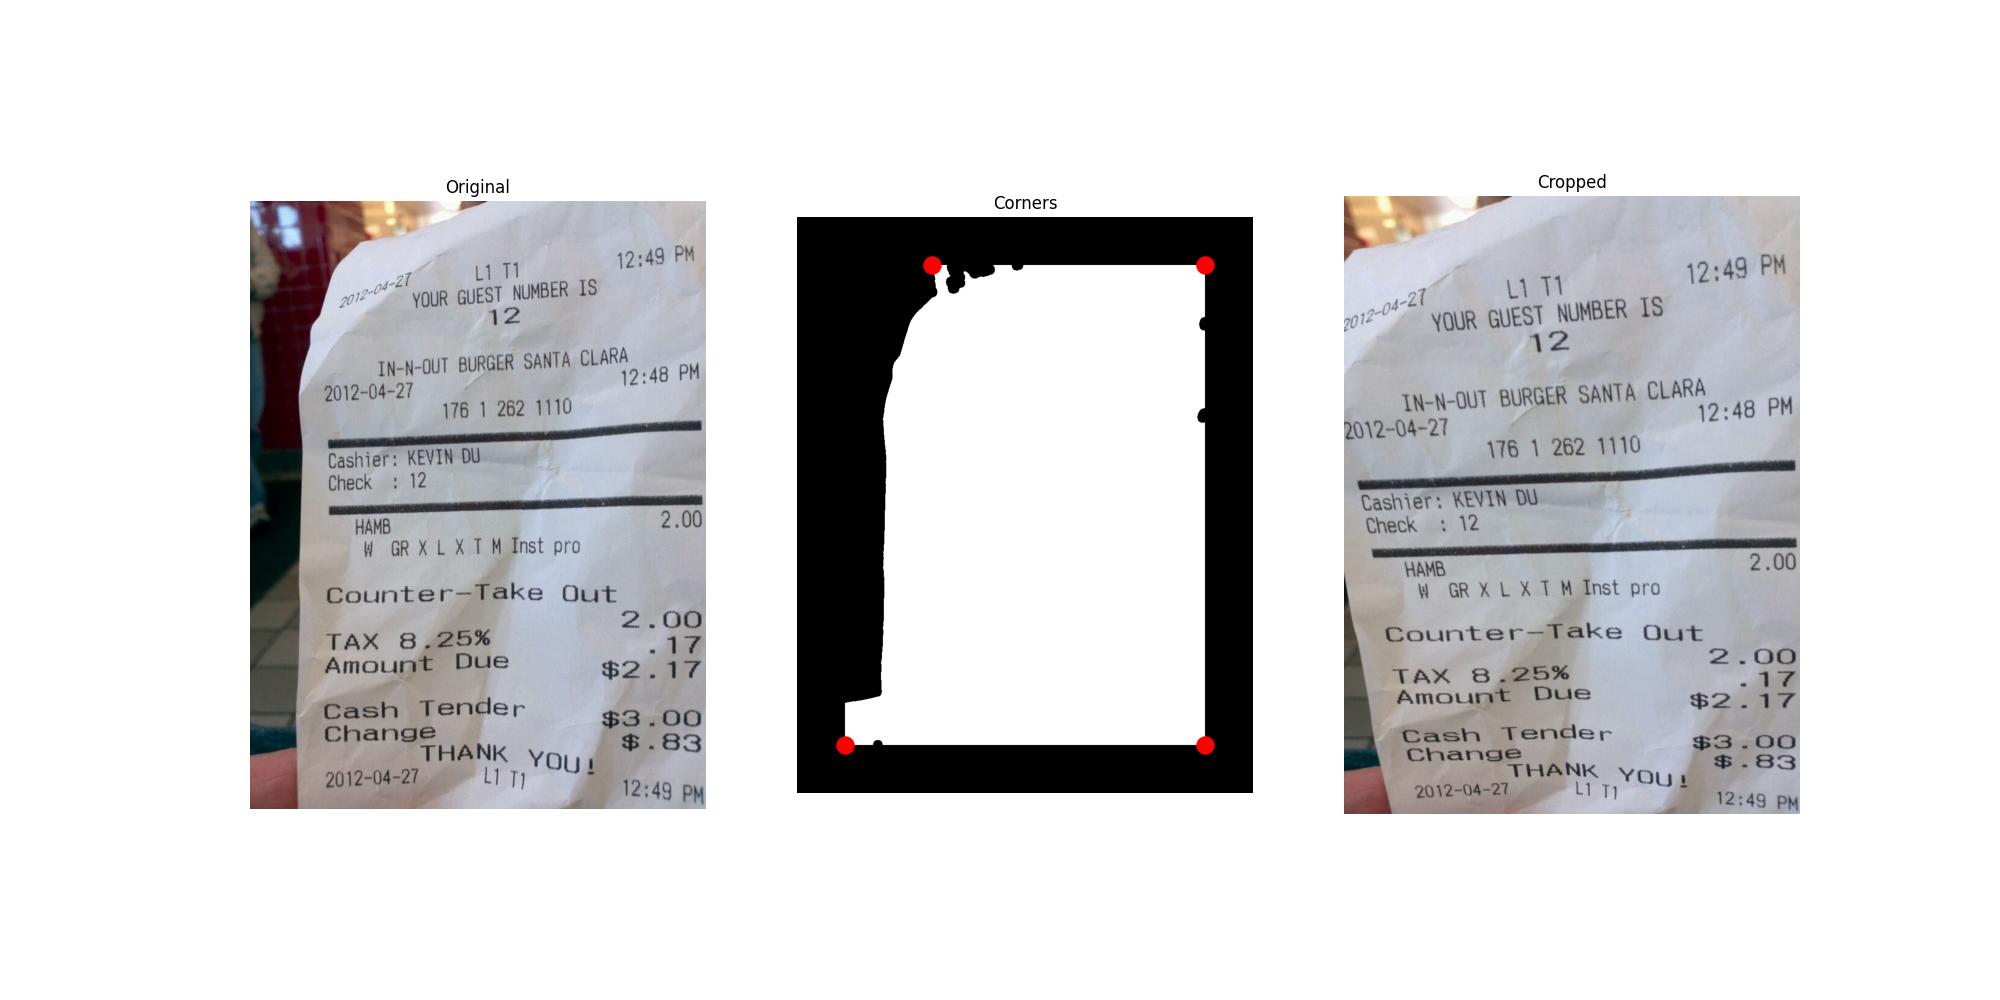 Original
2012-04-27 L1 T1 12:49 PM
YOUR GUEST NUMBER IS
12
IN-N-OUT BURGER SANTA CLARA
2012-04-27 12:48 PM
176 1 262 1110
Cashier: KEVIN DU
Check : 12
HAMB 2.00
W GR X L X T M Inst pro
Counter-Take Out
2.00
TAX 8.25% .17
Amount Due $2.17
Cash Tender $3.00
Change $.83
THANK YOU!
2012-04-27 L1 T1 12:49 PM
Corners
Cropped
2012-04-27 L1 T1 12:49 PM
YOUR GUEST NUMBER IS
12
IN-N-OUT BURGER SANTA CLARA
2012-04-27 12:48 PM
176 1 262 1110
Cashier: KEVIN DU
Check : 12
HAMB 2.00
W GR X L X T M Inst pro
Counter-Take Out
2.00
TAX 8.25% .17
Amount Due $2.17
Cash Tender $3.00
Change $.83
THANK YOU!
2012-04-27 L1 T1 12:49 PM